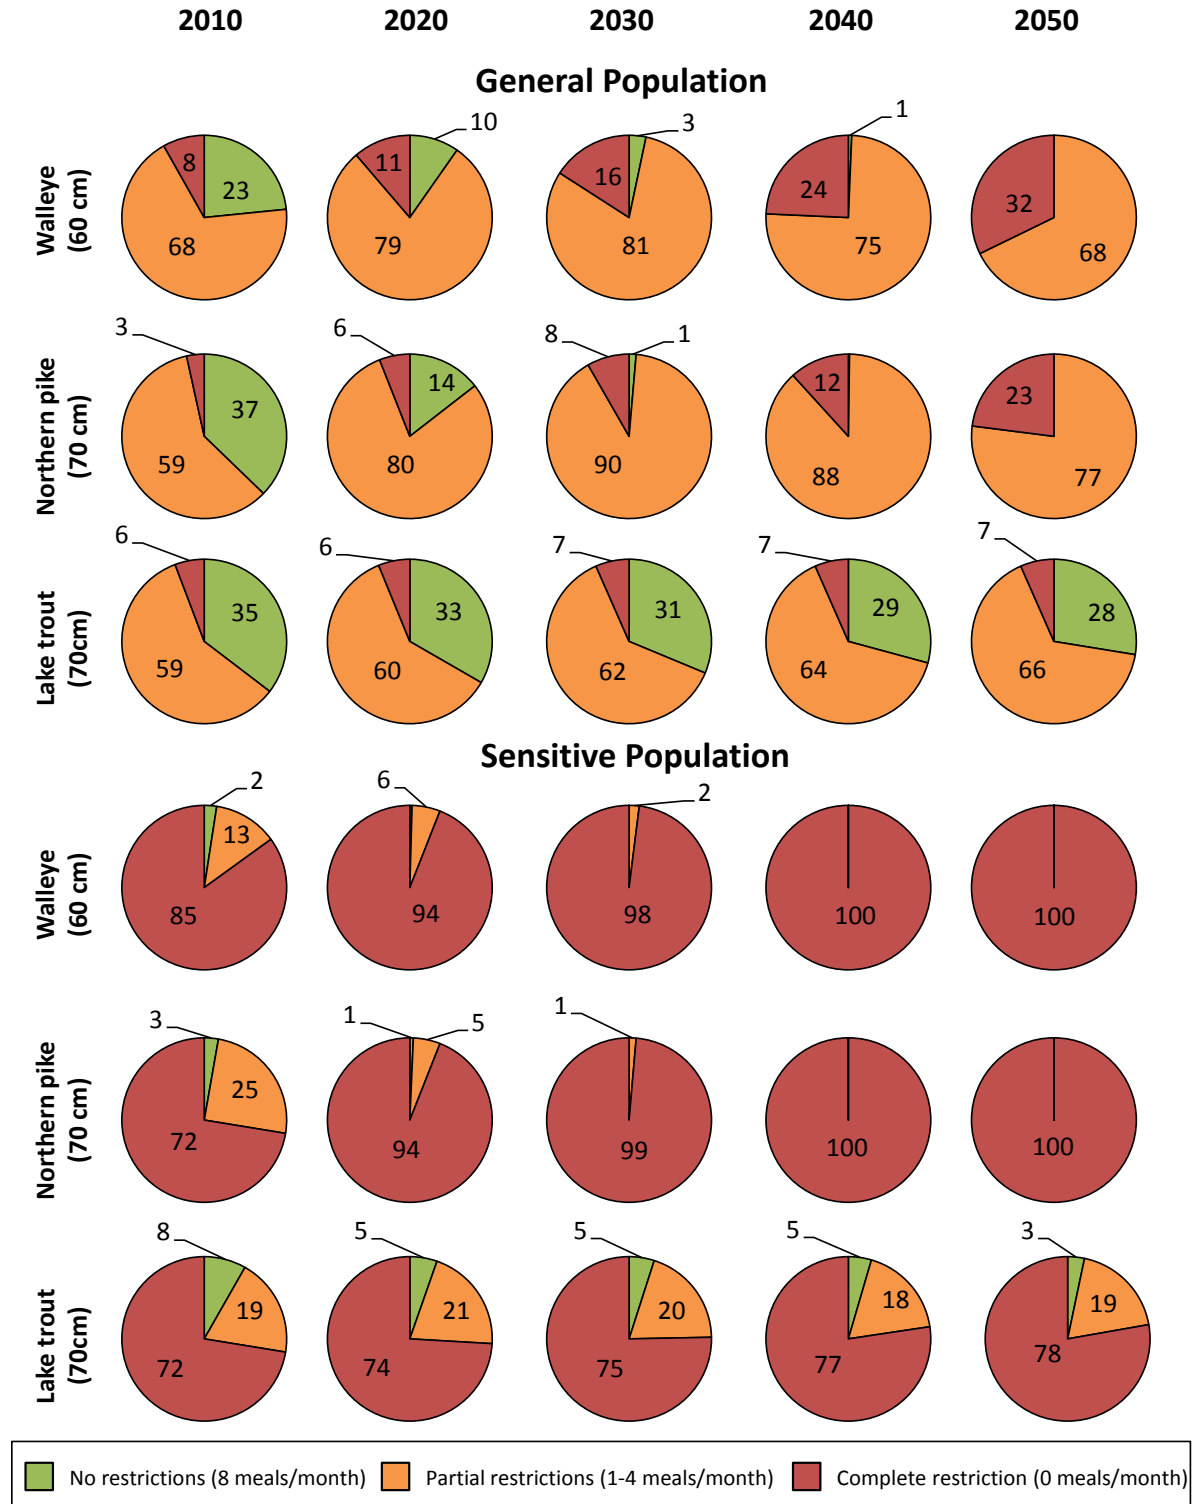 2010 2020 2030 2040 2050
General Population
Walleye
(60 cm)
8 23 68
11 10 79
16 3 81
24 1 75
32 68
Northern pike
(70 cm)
3 37 59
6 14 80
8 1 90
12 88
23 77
Lake trout
(70cm)
6 35 59
6 33 60
7 31 62
7 29 64
7 28 66
Sensitive Population
Walleye
(60 cm)
2 13 85
6 94
2 98
100
100
Northern pike
(70 cm)
3 25 72
1 5 94
1 99
100
100
Lake trout
(70cm)
8 19 72
5 21 74
5 20 75
5 18 77
3 19 78
No restrictions (8 meals/month) Partial restrictions (1-4 meals/month) Complete restriction (0 meals/month)